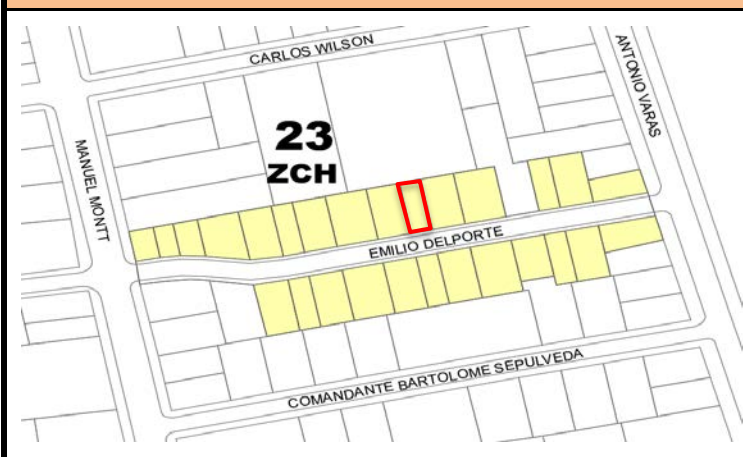 CARLOS WILSON
ANTONIO VARAS
MANUEL MONTT
23
ZCH
EMILIO DELPORTE
COMANDANTE BARTOLOME SEPULVEDA